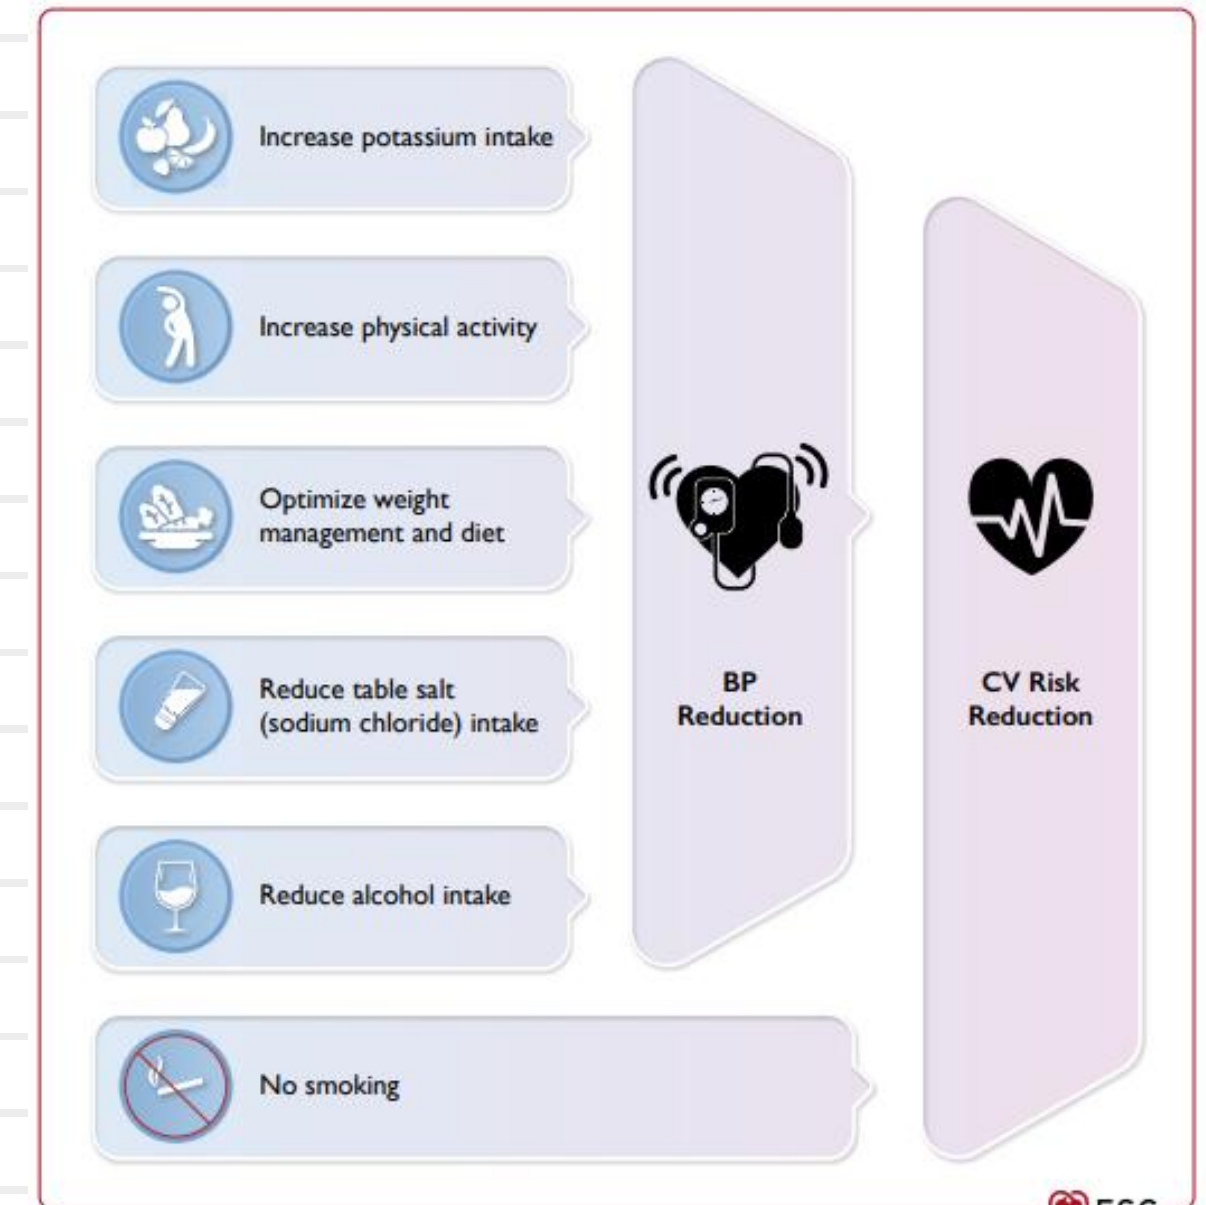 Increase potassium intake
Increase physical activity
Optimize weight
management and diet
Reduce table salt
(sodium chloride) intake
Reduce alcohol intake
No smoking
BP
Reduction
CV Risk
Reduction